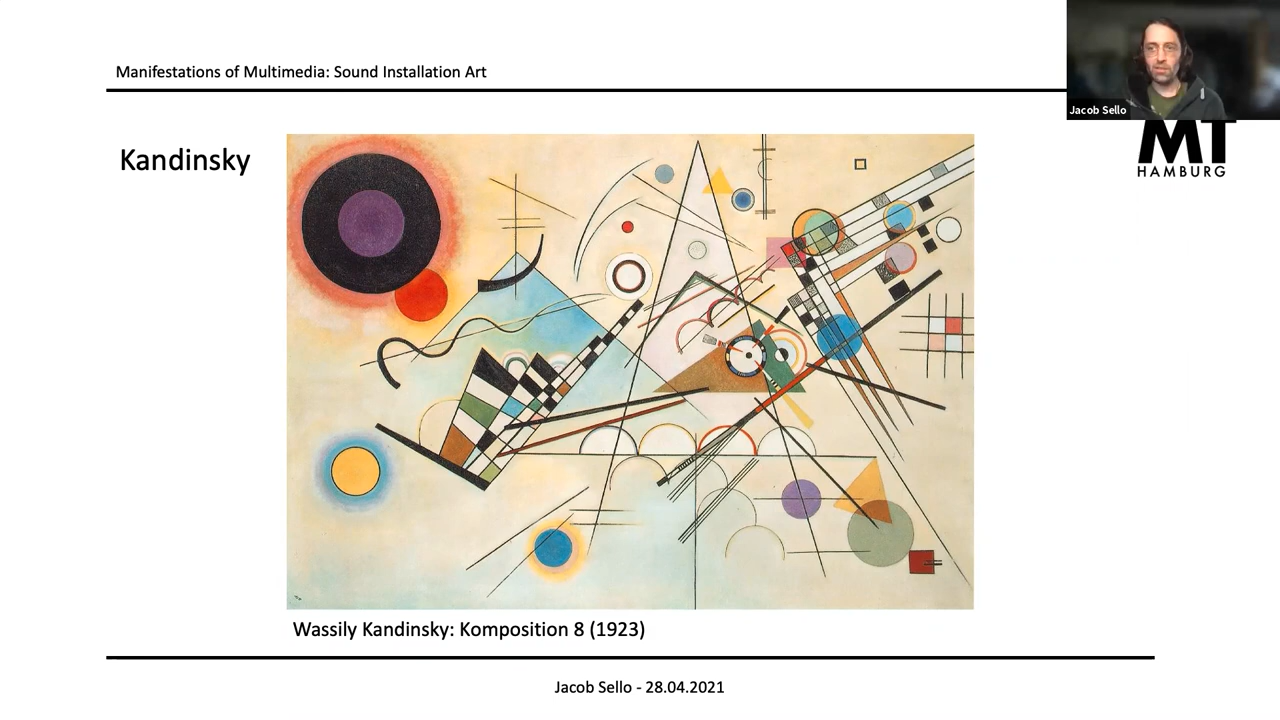 Manifestations of Multimedia: Sound Installation Art
Jacob Sello
MT
HAMBURG
Kandinsky
Wassily Kandinsky: Komposition 8 (1923)
Jacob Sello - 28.04.2021